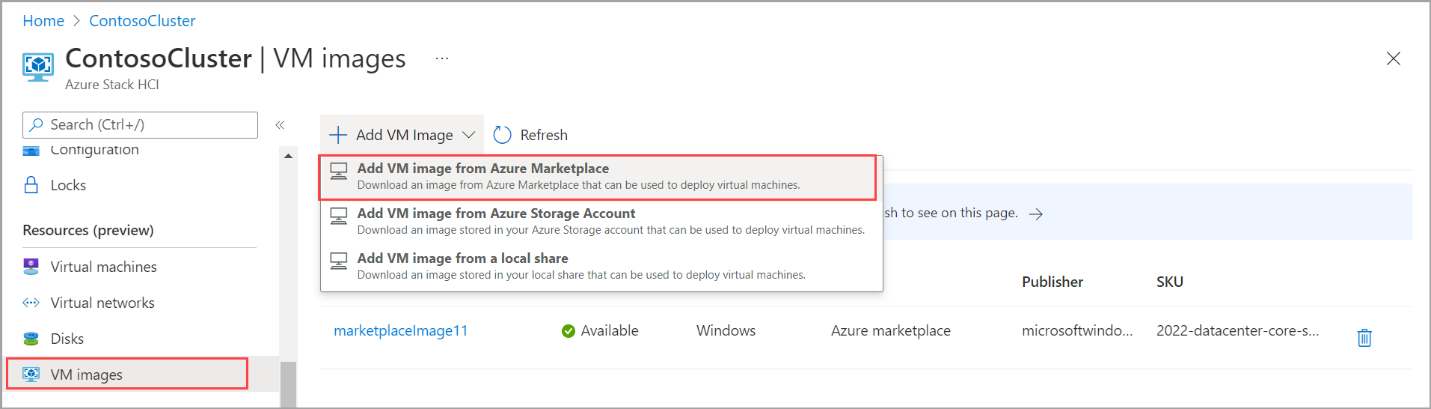 Home > ContosoCluster
ContosoCluster | VM images ...
Azure Stack HCI
Search (Ctrl+/) «
Configuration
Locks
Resources (preview)
Virtual machines
Virtual networks
Disks
VM images
+ Add VM Image Refresh
Add VM image from Azure Marketplace
Download an image from Azure Marketplace that can be used to deploy virtual machines.
Add VM image from Azure Storage Account
Download an image stored in your Azure Storage account that can be used to deploy virtual machines.
Add VM image from a local share
Download an image stored in your local share that can be used to deploy virtual machines.
sh to see on this page. →
Publisher SKU
marketplaceImage11 Available Windows Azure marketplace microsoftwindo... 2022-datacenter-core-s...